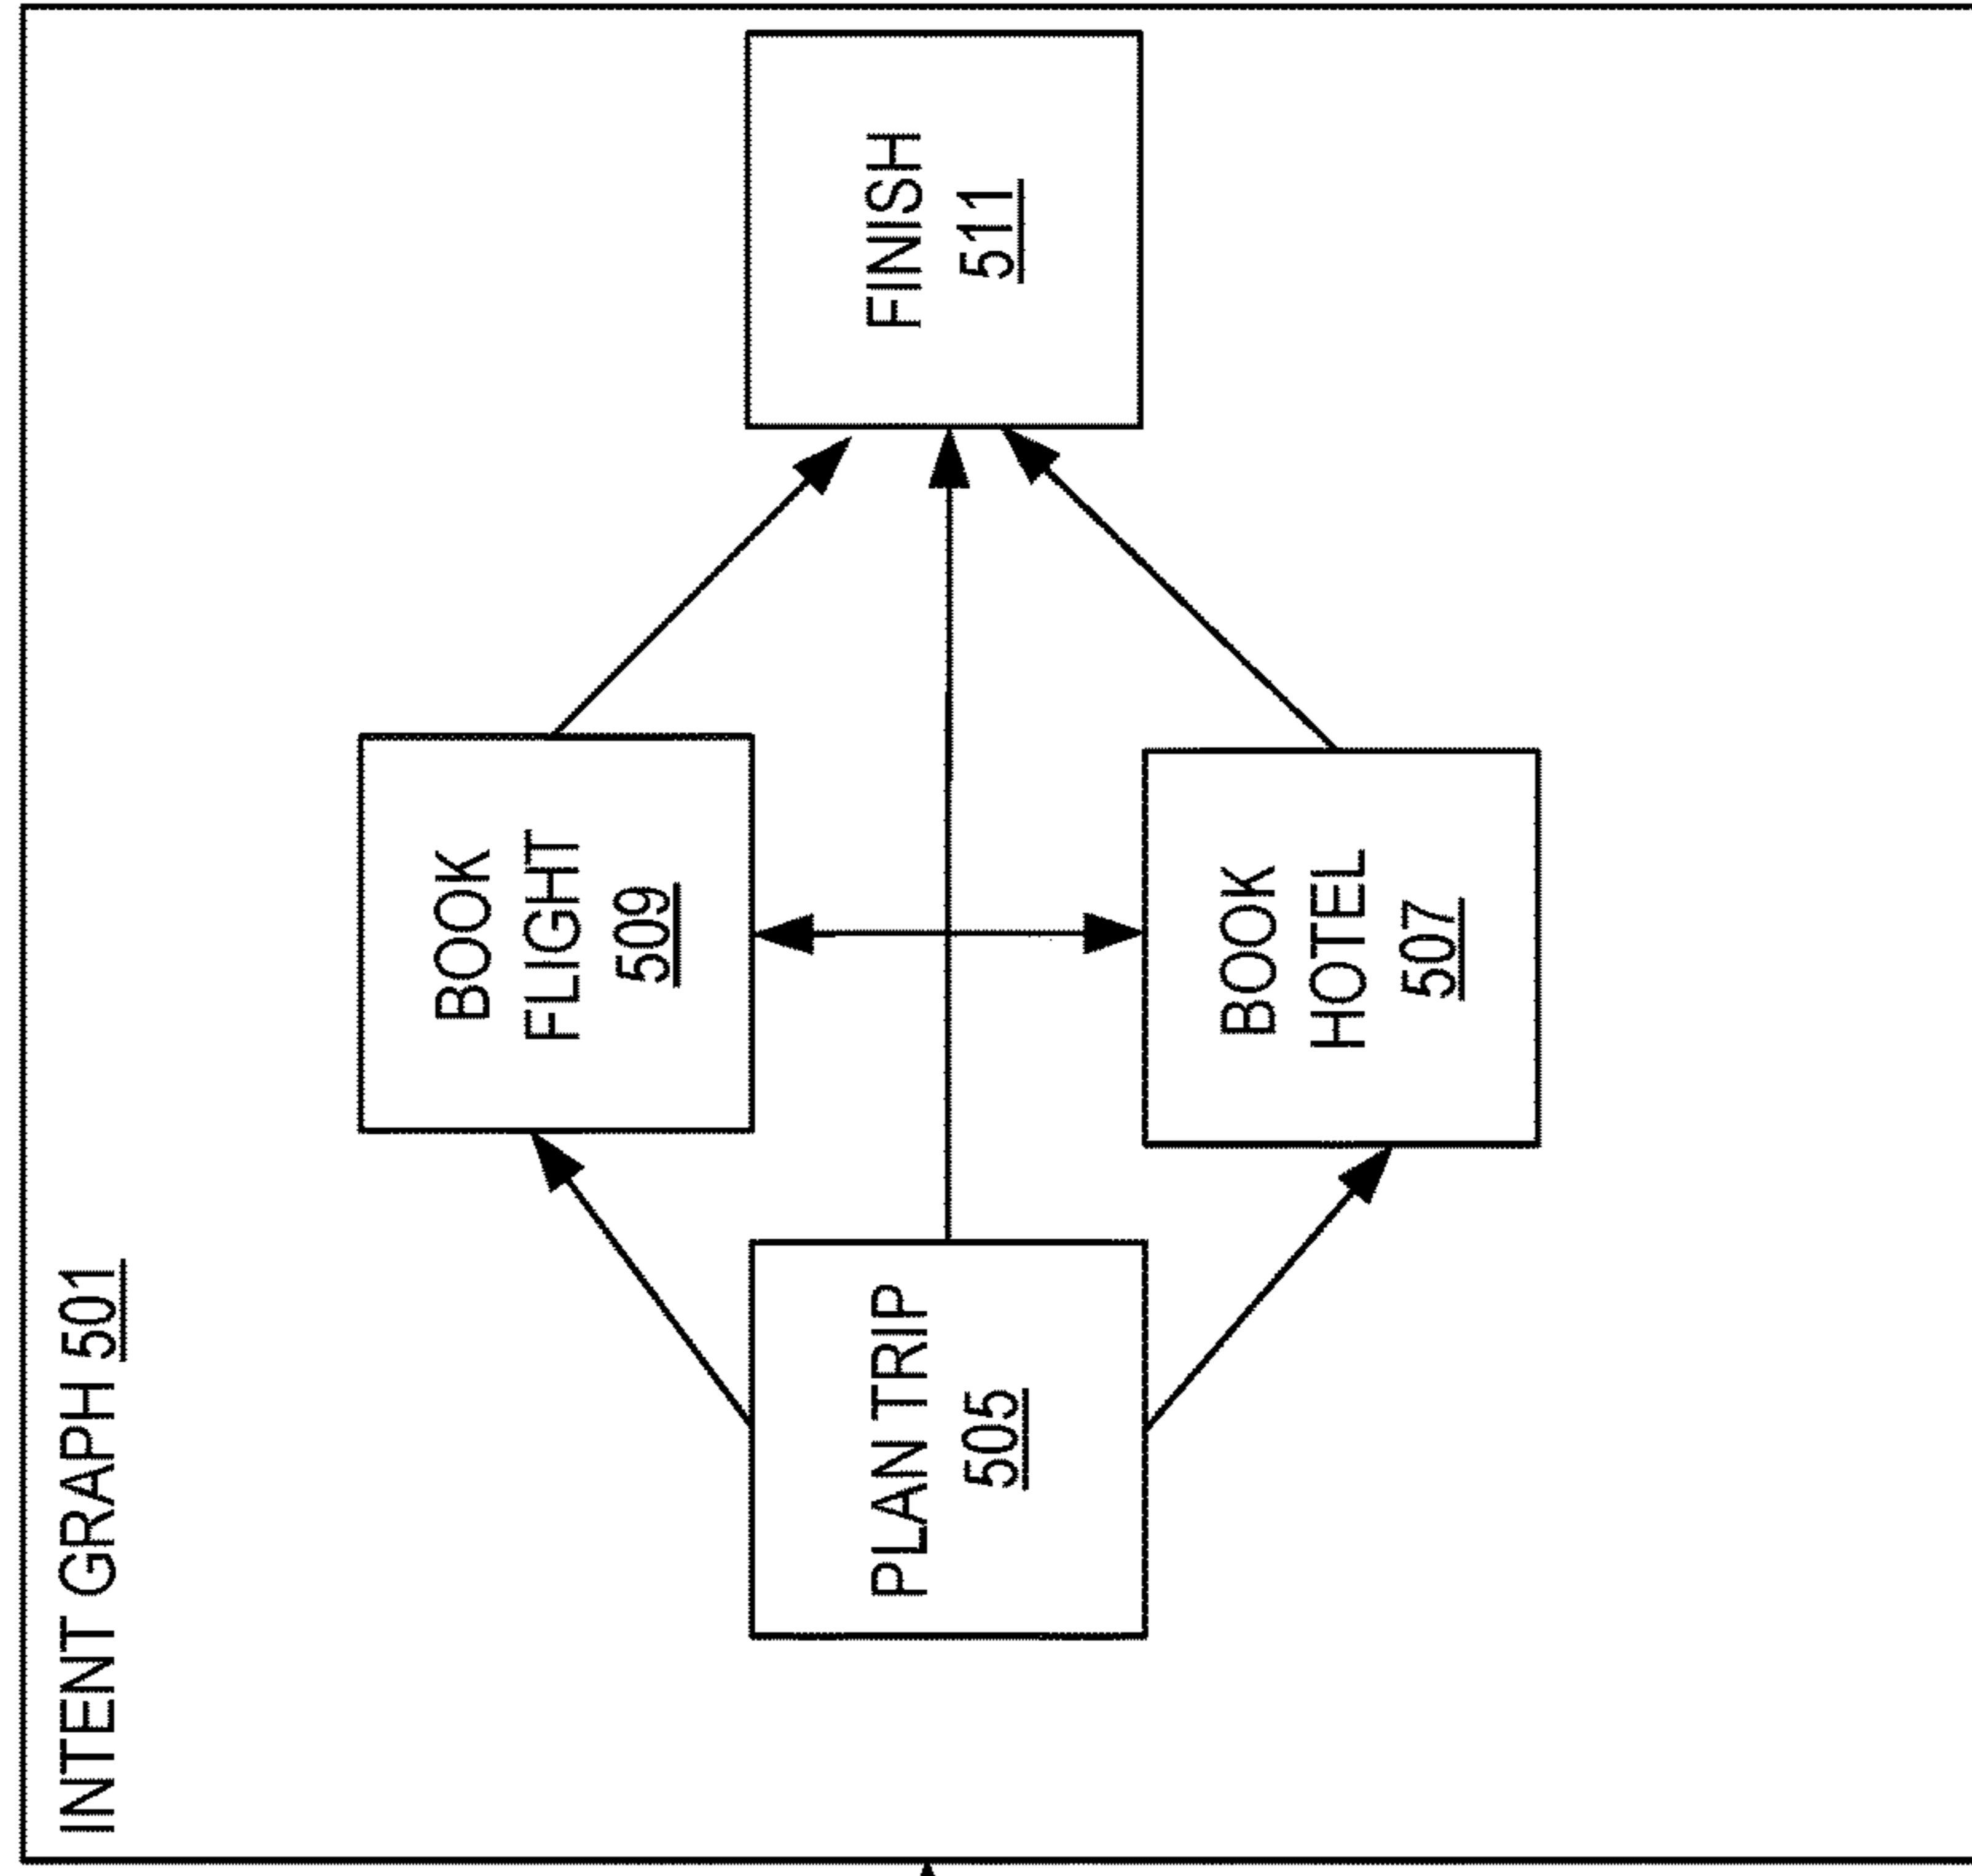 INTENT GRAPH 501
BOOK
FLIGHT
509
PLAN TRIP
505
FINISH
511
BOOK
HOTEL
507